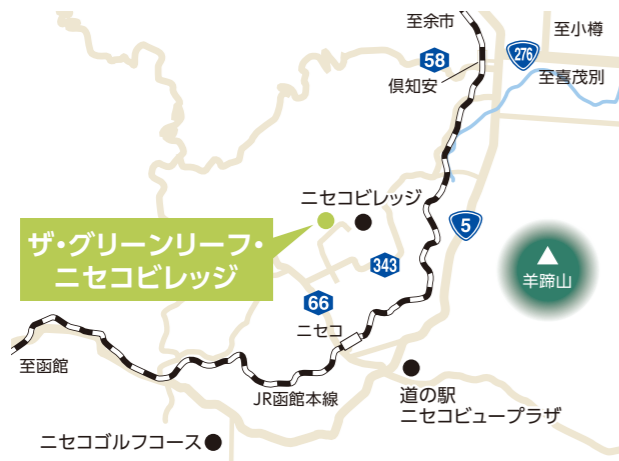 至余市
至小樽
58
276
倶知安
至喜茂別
ニセコビレッジ
ザ・グリーンリーフ・
ニセコビレッジ
5
343
羊蹄山
66
ニセコ
至函館
JR函館本線
道の駅
ニセコビュープラザ
ニセコゴルフコース